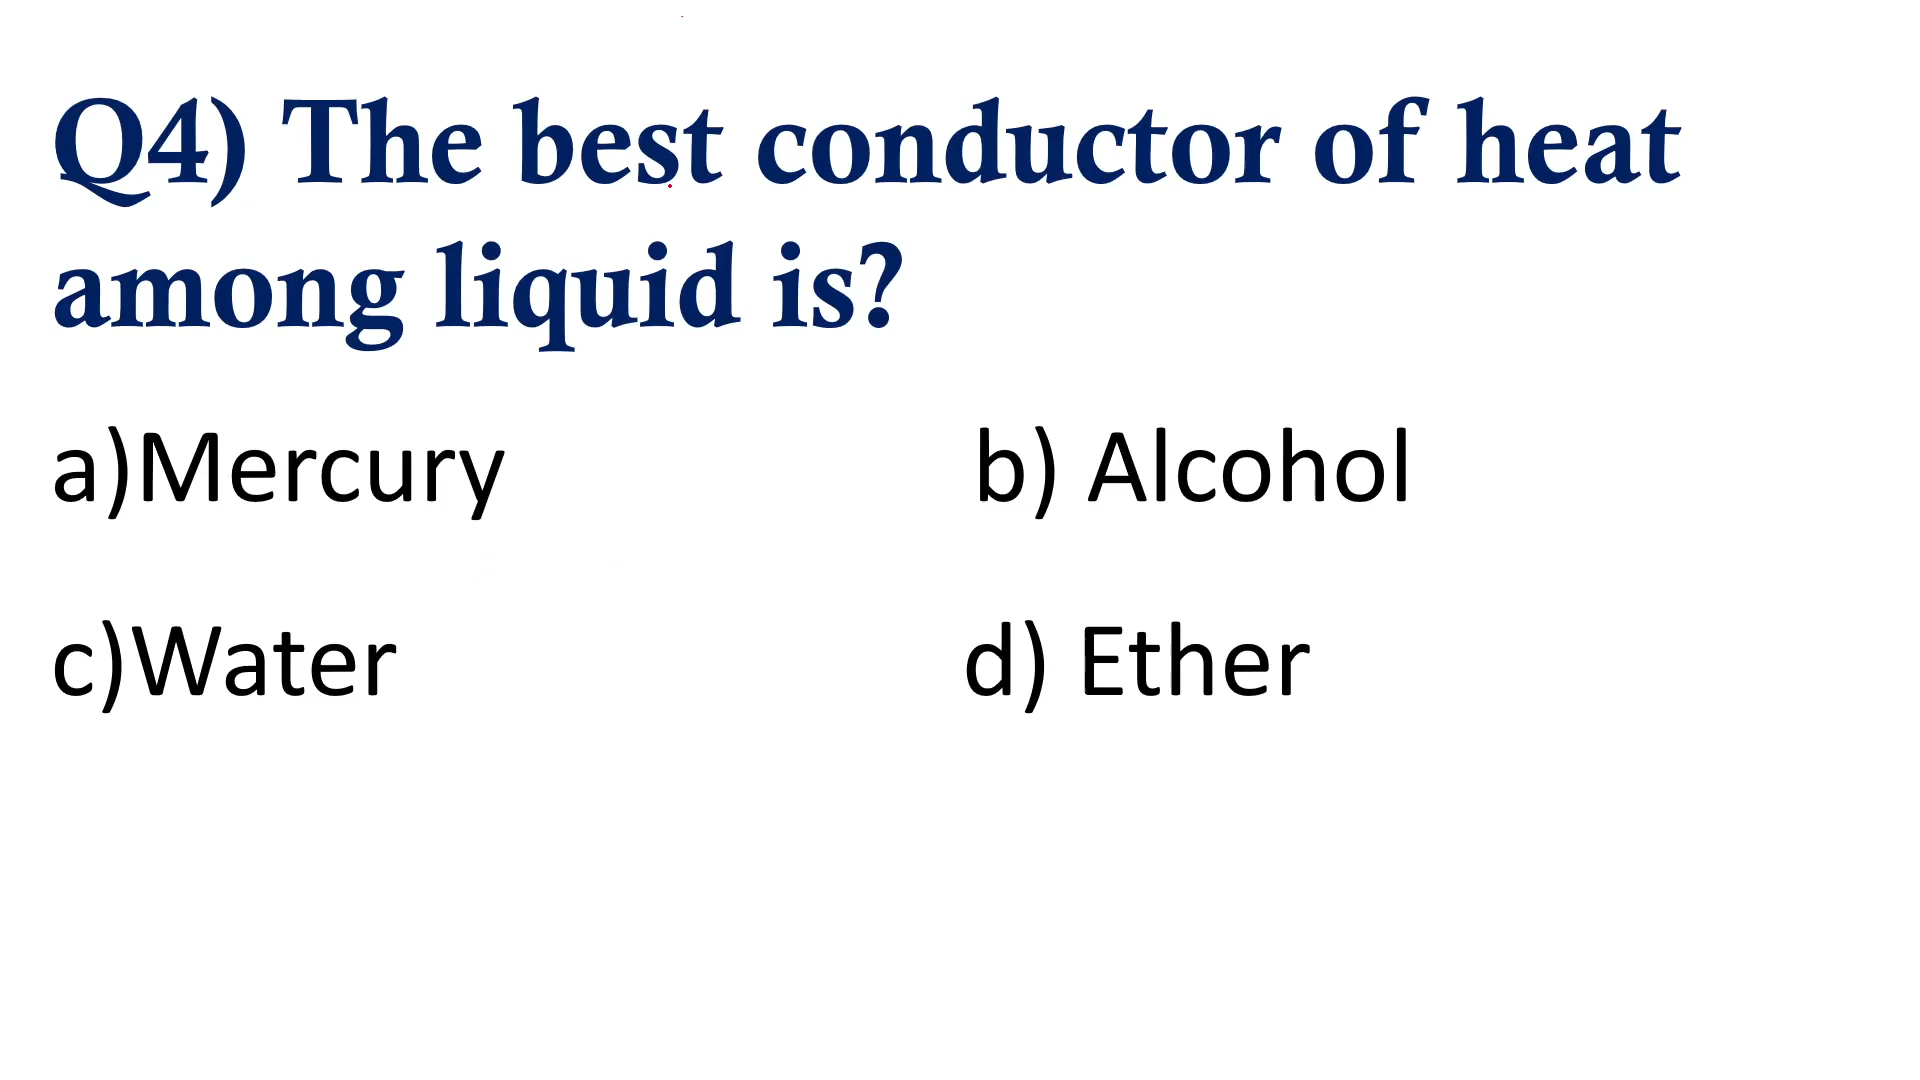 Q4) The best conductor of heat
among liquid is?
a)Mercury b) Alcohol
c)Water d) Ether